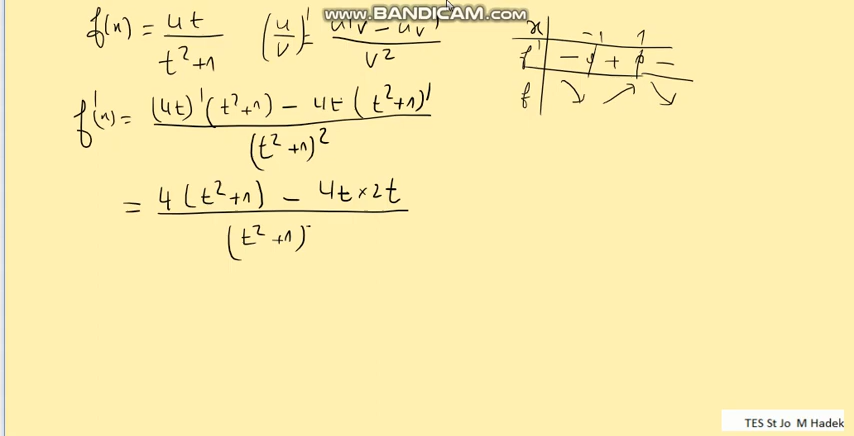 www.BANDICAM.com
f(x) = 4t / t²+1 (u/v)' = u'v - uv' / v²
f'(x) = (4t)'(t²+1) - 4t(t²+1)' / (t²+1)²
= 4(t²+1) - 4t×2t / (t²+1)
x -1 1
f' - 0 + 0 -
f ↘ ↗ ↘
TES St Jo M Hadek